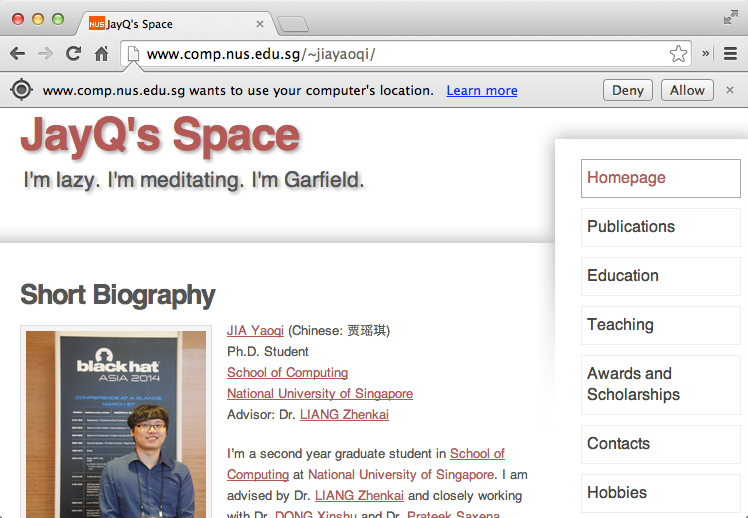 JayQ's Space
www.comp.nus.edu.sg/~jiayaoqi/
»
www.comp.nus.edu.sg wants to use your computer's location. Learn more
Deny
Allow
JayQ's Space
I'm lazy. I'm meditating. I'm Garfield.
Homepage
Publications
Education
Teaching
Awards and
Scholarships
Contacts
Hobbies
Short Biography
black hat
ASIA 2014
CONFERENCE AT A GLANCE
JIA Yaoqi (Chinese: 贾瑶琪)
Ph.D. Student
School of Computing
National University of Singapore
Advisor: Dr. LIANG Zhenkai
I'm a second year graduate student in School of
Computing at National University of Singapore. I am
advised by Dr. LIANG Zhenkai and closely working
with Dr. DONG Xinshu and Dr. Prateek Saxena